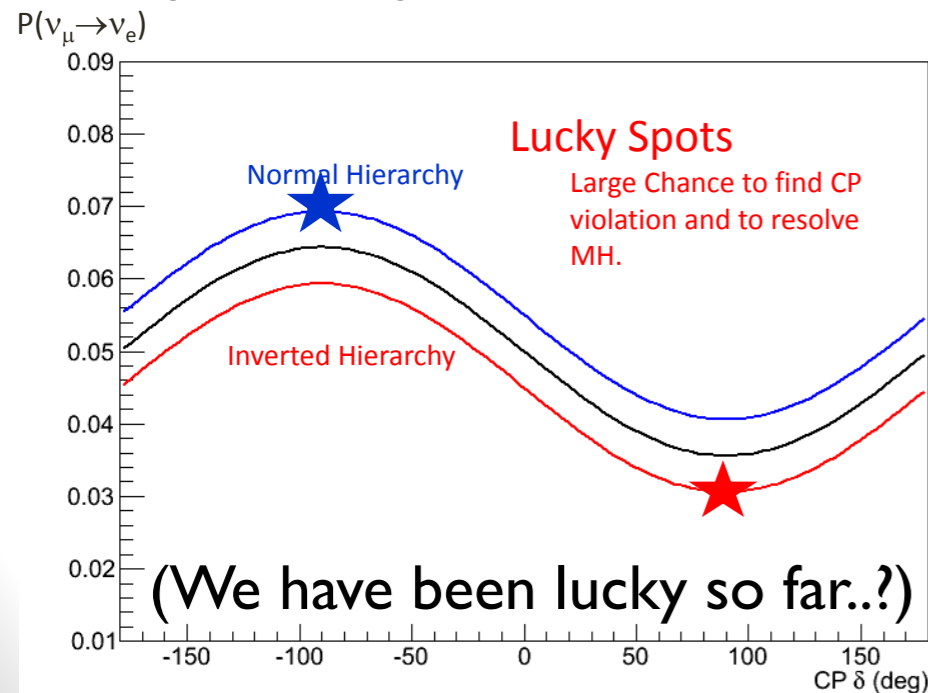 P(νμ→νe)
0.09
0.08
0.07
0.06
0.05
0.04
0.03
0.02
0.01
Lucky Spots
Normal Hierarchy
Large Chance to find CP
violation and to resolve
MH.
Inverted Hierarchy
(We have been lucky so far..?)
-150 -100 -50 0 50 100 150
CP δ (deg)